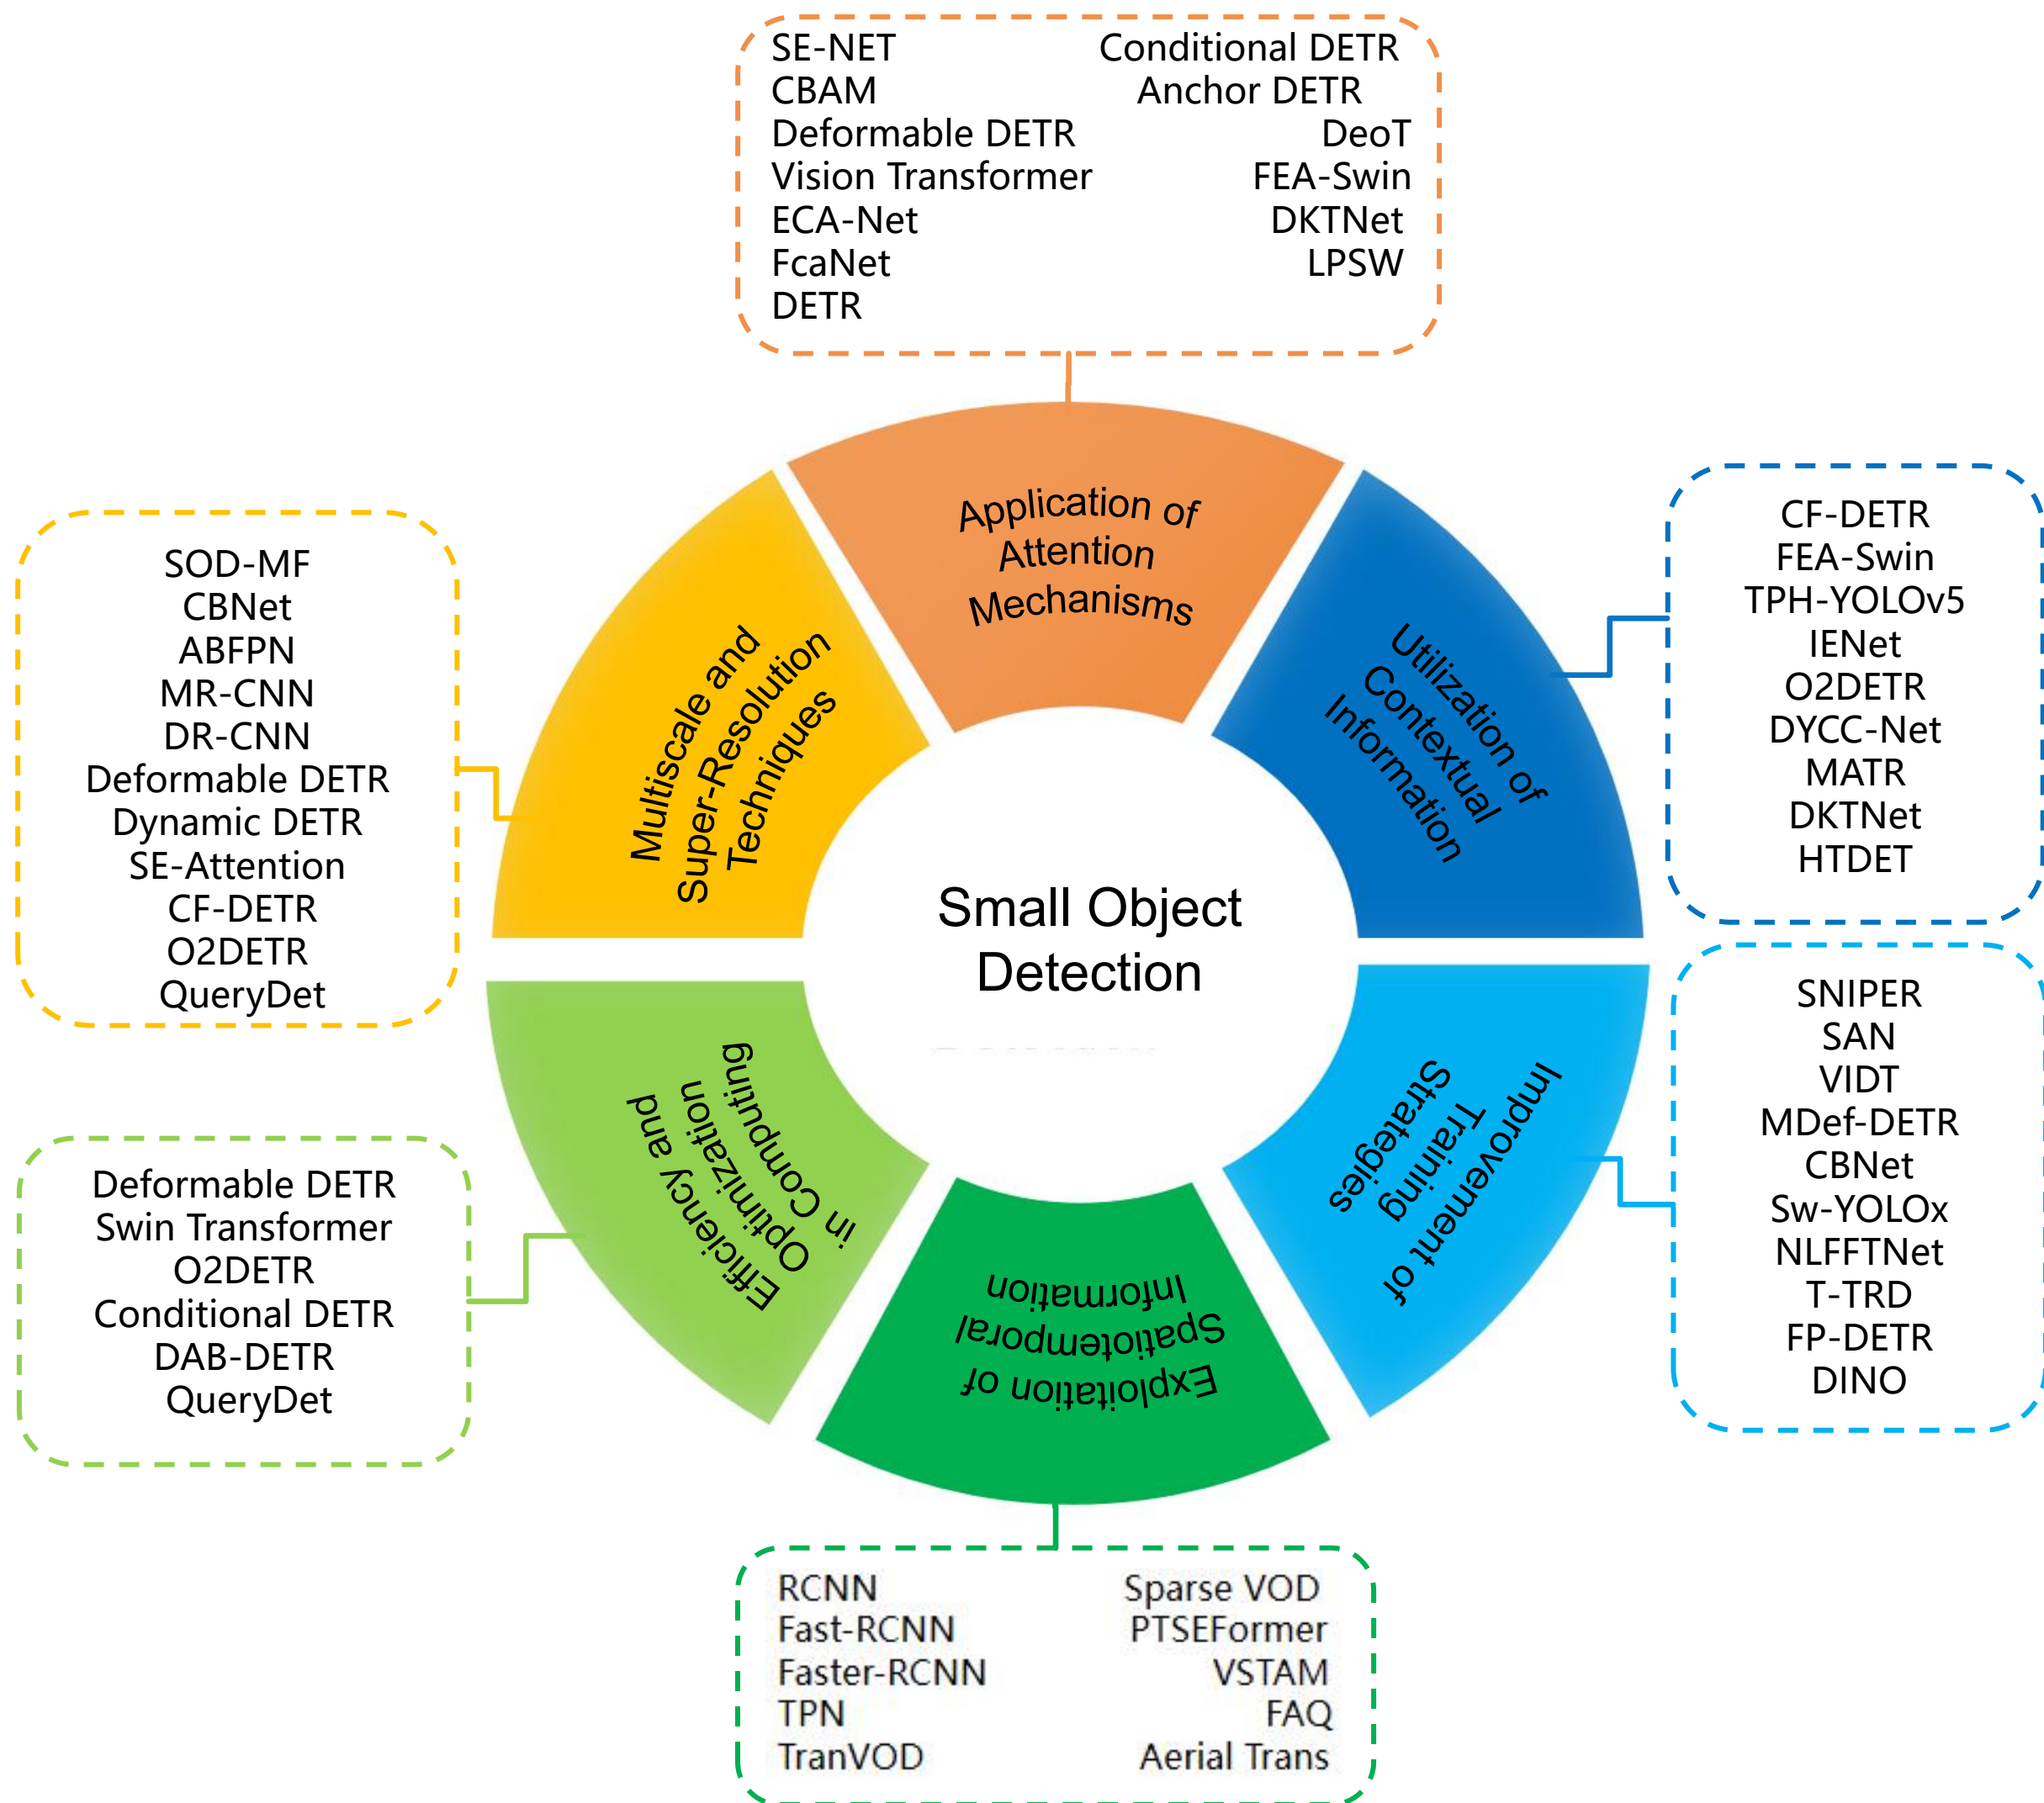 SE-NET
CBAM
Deformable DETR
Vision Transformer
ECA-Net
FcaNet
DETR
Conditional DETR
Anchor DETR
DeoT
FEA-Swin
DKTNet
LPSW
Application of
Attention
Mechanisms
Utilization of
Contextual
Information
CF-DETR
FEA-Swin
TPH-YOLOv5
IENet
O2DETR
DYCC-Net
MATR
DKTNet
HTDET
Multiscale and
Super-Resolution
Techniques
SOD-MF
CBNet
ABFPN
MR-CNN
DR-CNN
Deformable DETR
Dynamic DETR
SE-Attention
CF-DETR
O2DETR
QueryDet
Small Object
Detection
Improvement of
Training
Strategies
SNIPER
SAN
VIDT
MDef-DETR
CBNet
Sw-YOLOx
NLFFTNet
T-TRD
FP-DETR
DINO
Efficiency and
Optimization
in Computing
Deformable DETR
Swin Transformer
O2DETR
Conditional DETR
DAB-DETR
QueryDet
Exploitation of
Spatiotemporal
Information
RCNN
Fast-RCNN
Faster-RCNN
TPN
TranVOD
Sparse VOD
PTSEFormer
VSTAM
FAQ
Aerial Trans